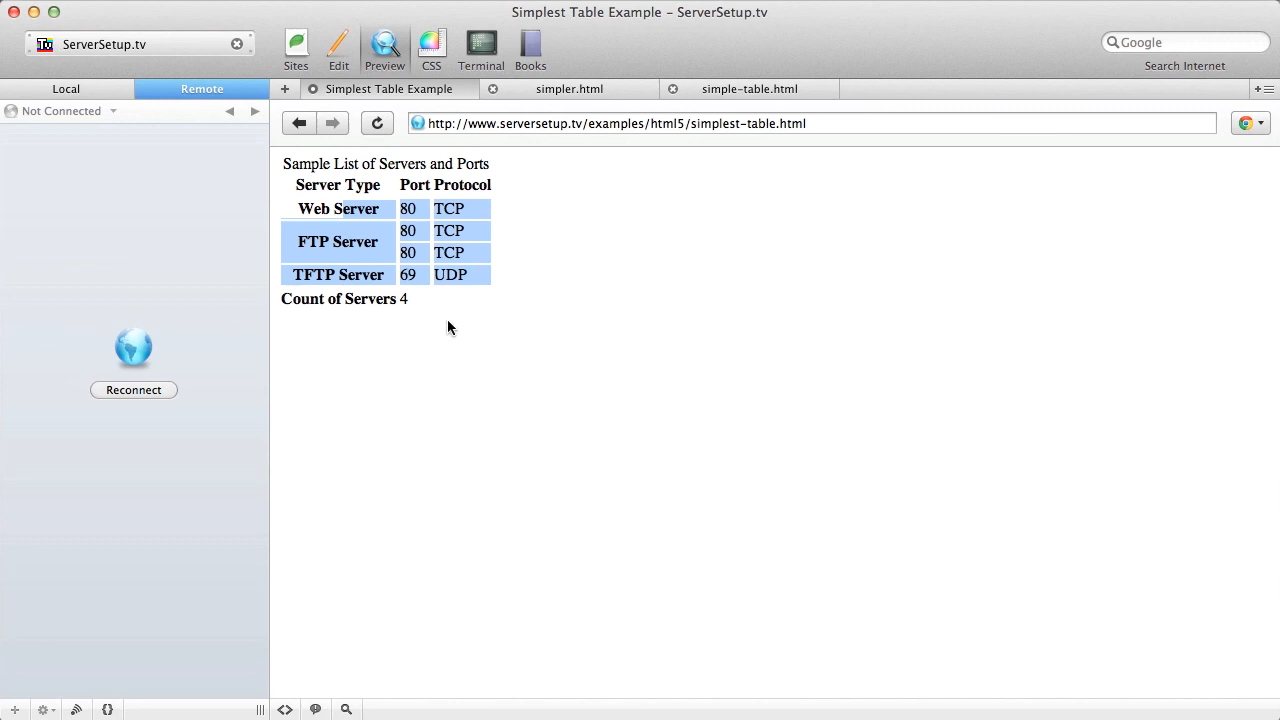 Simplest Table Example – ServerSetup.tv
ServerSetup.tv
Sites Edit Preview CSS Terminal Books
Google
Search Internet
Local Remote
+ Simplest Table Example simpler.html simple-table.html
Not Connected
http://www.serversetup.tv/examples/html5/simplest-table.html
Sample List of Servers and Ports
Server Type Port Protocol
Web Server 80 TCP
FTP Server 80 TCP
80 TCP
TFTP Server 69 UDP
Count of Servers 4
Reconnect